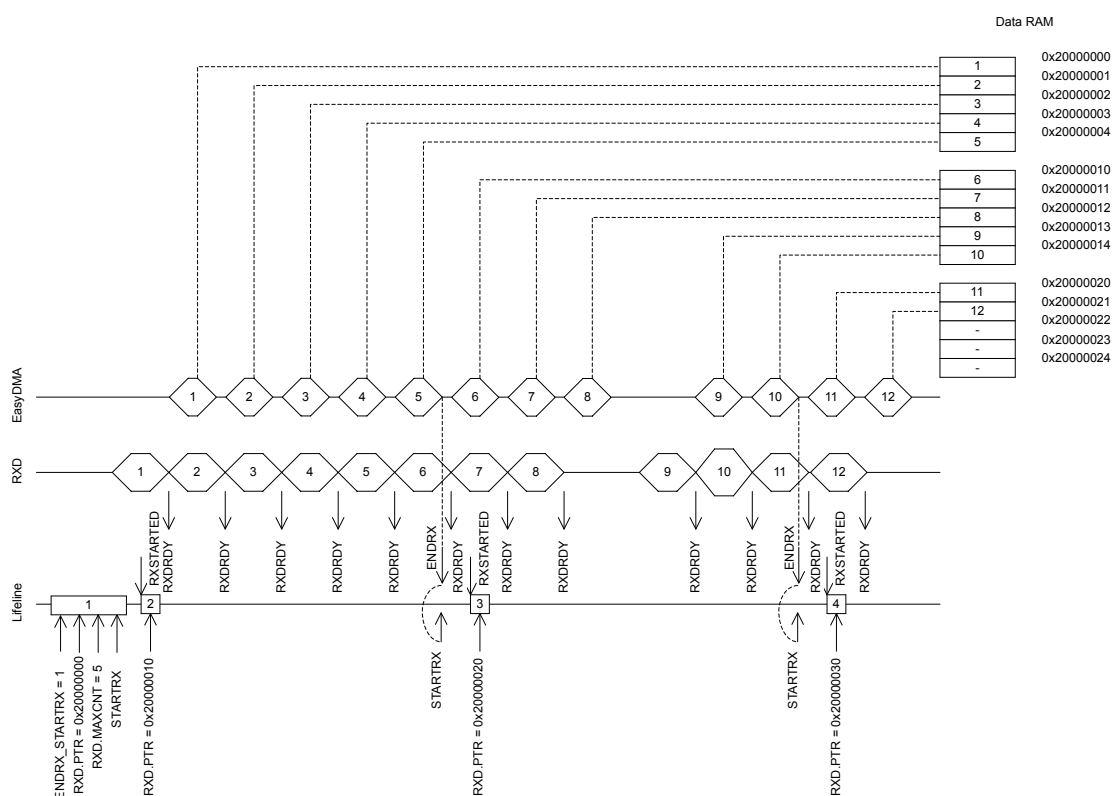 Data RAM
1 0x20000000
2 0x20000001
3 0x20000002
4 0x20000003
5 0x20000004
6 0x20000010
7 0x20000011
8 0x20000012
9 0x20000013
10 0x20000014
11 0x20000020
12 0x20000021
- 0x20000022
- 0x20000023
- 0x20000024
EasyDMA
1 2 3 4 5 6 7 8 9 10 11 12
RXD
1 2 3 4 5 6 7 8 9 10 11 12
RXSTARTED
RXDRDY
RXDRDY
RXDRDY
RXDRDY
RXDRDY
ENDRX
RXDRDY
RXSTARTED
RXDRDY
RXDRDY
RXDRDY
RXDRDY
ENDRX
RXDRDY
RXSTARTED
RXDRDY
Lifeline
1 2 3 4
ENDRX_STARTRX = 1
RXD.PTR = 0x20000000
RXD.MAXCNT = 5
STARTRX
RXD.PTR = 0x20000010
STARTRX
RXD.PTR = 0x20000020
STARTRX
RXD.PTR = 0x20000030